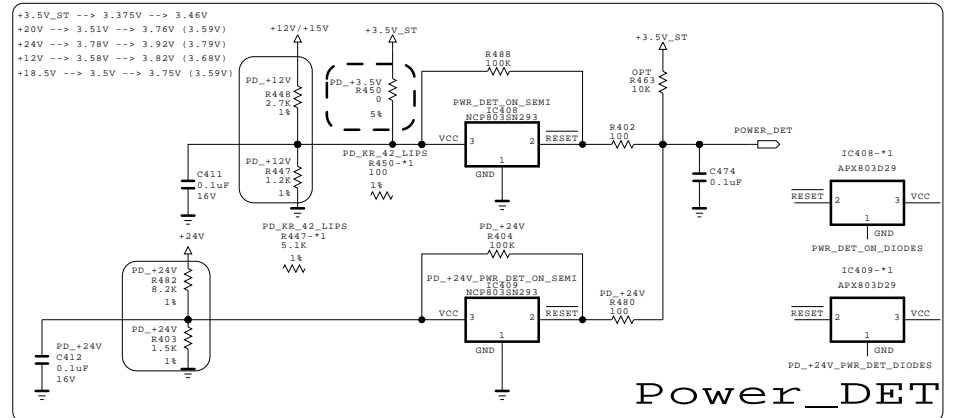 +3.5V_ST --> 3.375V --> 3.46V
+20V --> 3.51V --> 3.76V (3.59V)
+24V --> 3.78V --> 3.92V (3.79V)
+12V --> 3.58V --> 3.82V (3.68V)
+18.5V --> 3.5V --> 3.75V (3.59V)
+12V/+15V
+3.5V_ST
+3.5V_ST
PD_+12V
R448
2.7K
1%
PD_+3.5V
R450
0
5%
R488
100K
OPT
R463
10K
PWR_DET_ON_SEMI
IC408
NCP803SN293
VCC
3
2
RESET
1
GND
R402
100
POWER_DET
PD_+12V
R447
1.2K
1%
PD_KR_42_LIPS
R450-*1
100
1%
C411
0.1uF
16V
C474
0.1uF
IC408-*1
APX803D29
RESET
2
3
VCC
1
GND
PWR_DET_ON_DIODES
PD_KR_42_LIPS
R447-*1
5.1K
1%
+24V
PD_+24V
R482
8.2K
1%
PD_+24V
R404
100K
PD_+24V_PWR_DET_ON_SEMI
IC409
NCP803SN293
VCC
3
2
RESET
1
GND
PD_+24V
R480
100
IC409-*1
APX803D29
RESET
2
3
VCC
1
GND
PD_+24V_PWR_DET_DIODES
PD_+24V
R403
1.5K
1%
PD_+24V
C412
0.1uF
16V
Power_DET